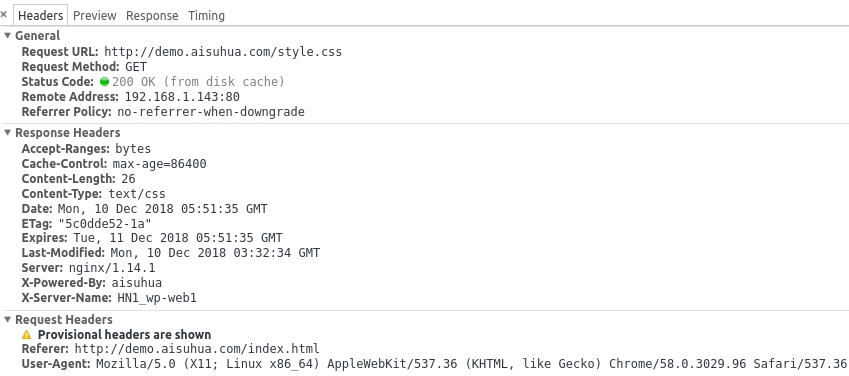 × Headers Preview Response Timing
▼ General
Request URL: http://demo.aisuhua.com/style.css
Request Method: GET
Status Code: 200 OK (from disk cache)
Remote Address: 192.168.1.143:80
Referrer Policy: no-referrer-when-downgrade
▼ Response Headers
Accept-Ranges: bytes
Cache-Control: max-age=86400
Content-Length: 26
Content-Type: text/css
Date: Mon, 10 Dec 2018 05:51:35 GMT
ETag: "5c0dde52-1a"
Expires: Tue, 11 Dec 2018 05:51:35 GMT
Last-Modified: Mon, 10 Dec 2018 03:32:34 GMT
Server: nginx/1.14.1
X-Powered-By: aisuhua
X-Server-Name: HN1_wp-web1
▼ Request Headers
Provisional headers are shown
Referer: http://demo.aisuhua.com/index.html
User-Agent: Mozilla/5.0 (X11; Linux x86_64) AppleWebKit/537.36 (KHTML, like Gecko) Chrome/58.0.3029.96 Safari/537.36